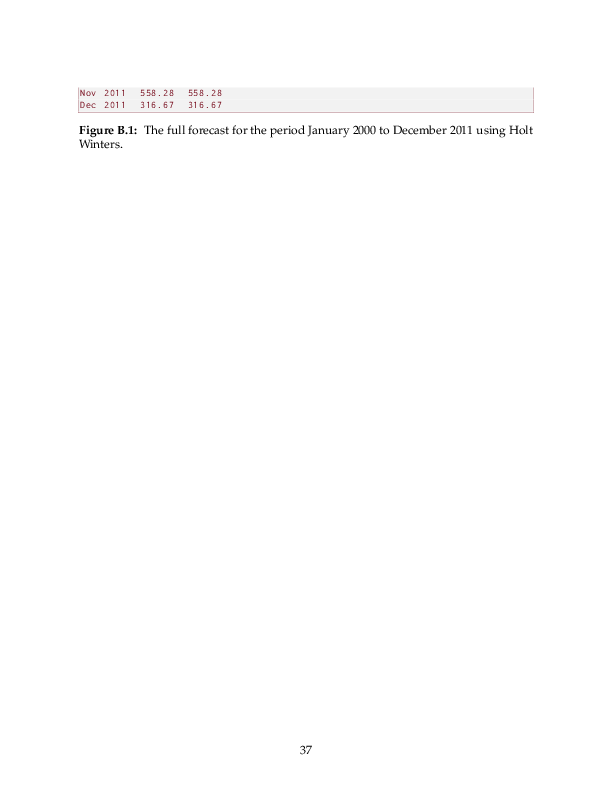 Nov 2011 558.28 558.28
Dec 2011 316.67 316.67
Figure B.1: The full forecast for the period January 2000 to December 2011 using Holt
Winters.
37